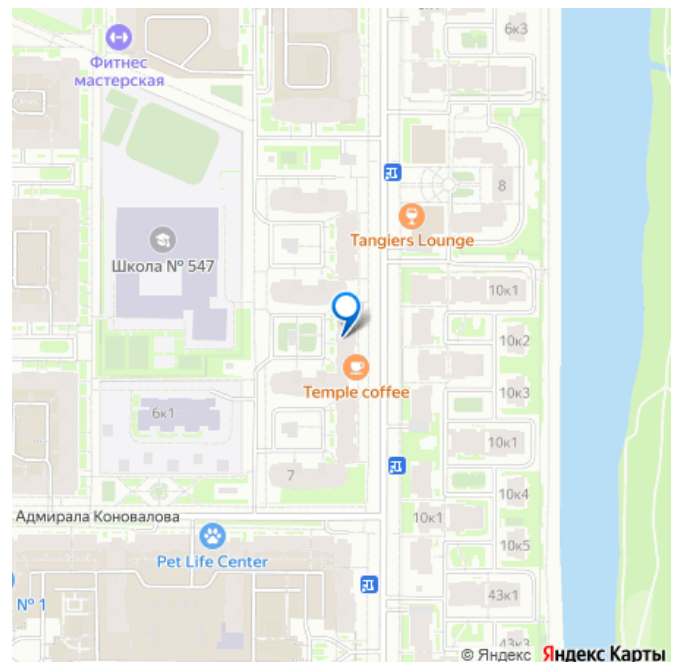 6к3
Фитнес
мастерская
8
Tangiers Lounge
Школа № 547
10к1
10к2
Temple coffee
10к3
6к1
10к1
7
10к4
Адмирала Коновалова
10к1
10к5
Pet Life Center
43к1
№ 1
43к3
© Яндекс Яндекс Карты